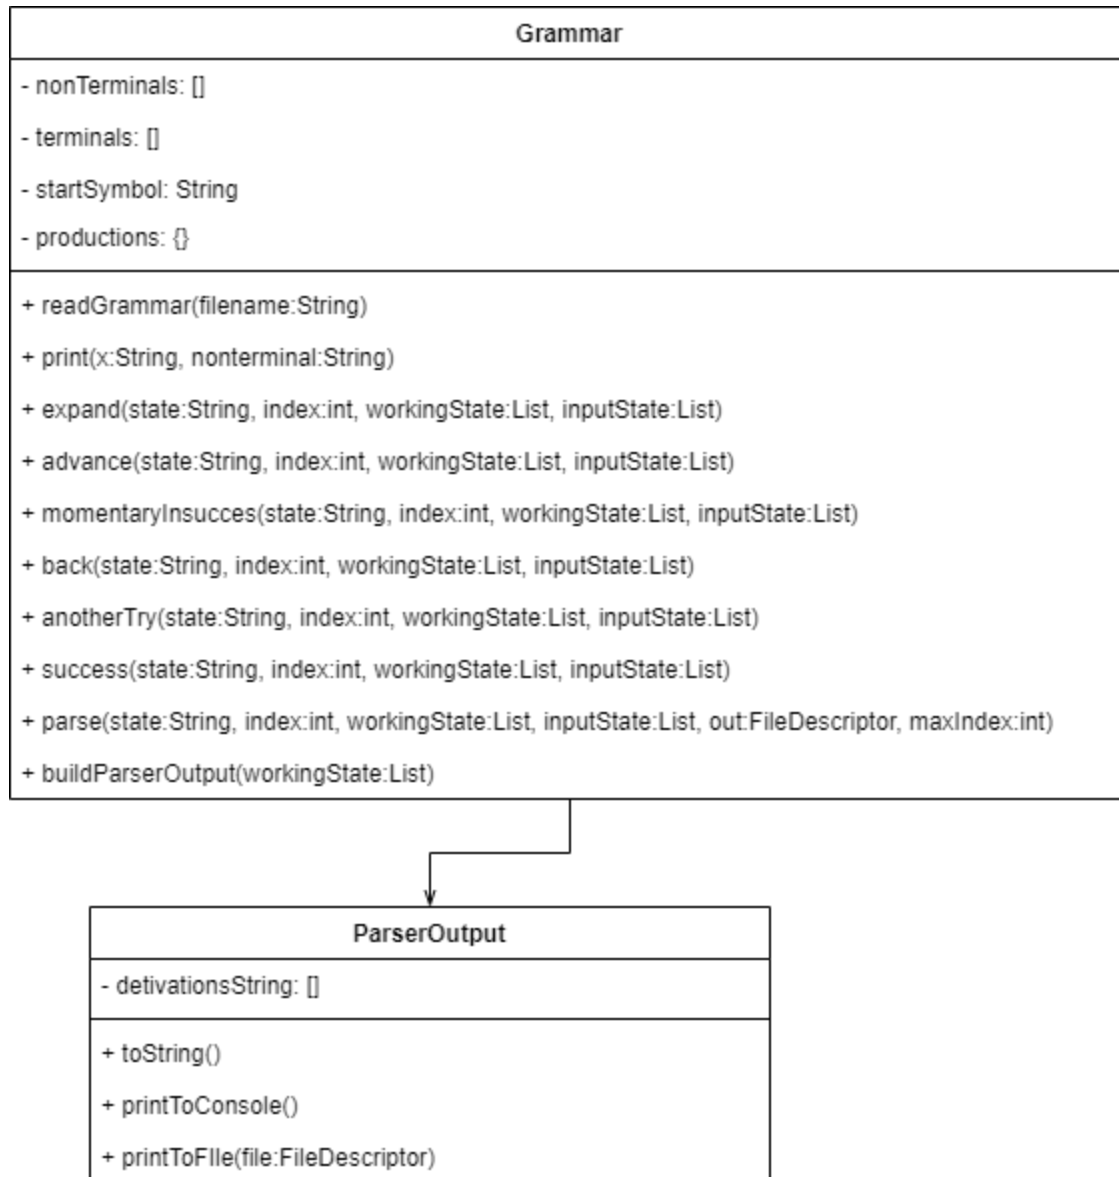 Grammar
- nonTerminals: []
- terminals: []
- startSymbol: String
- productions: {}
+ readGrammar(filename:String)
+ print(x:String, nonterminal:String)
+ expand(state:String, index:int, workingState:List, inputState:List)
+ advance(state:String, index:int, workingState:List, inputState:List)
+ momentaryInsucces(state:String, index:int, workingState:List, inputState:List)
+ back(state:String, index:int, workingState:List, inputState:List)
+ anotherTry(state:String, index:int, workingState:List, inputState:List)
+ success(state:String, index:int, workingState:List, inputState:List)
+ parse(state:String, index:int, workingState:List, inputState:List, out:FileDescriptor, maxIndex:int)
+ buildParserOutput(workingState:List)
ParserOutput
- detivationsString: []
+ toString()
+ printToConsole()
+ printToFIle(file:FileDescriptor)